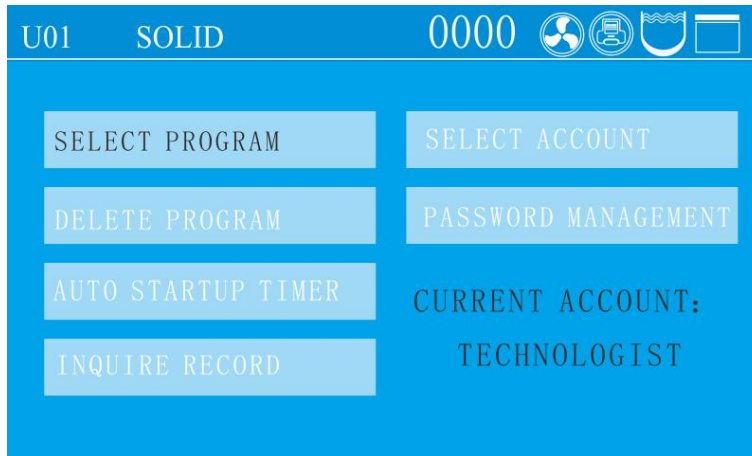 U01 SOLID 0000
SELECT PROGRAM
DELETE PROGRAM
AUTO STARTUP TIMER
INQUIRE RECORD
SELECT ACCOUNT
PASSWORD MANAGEMENT
CURRENT ACCOUNT:
TECHNOLOGIST